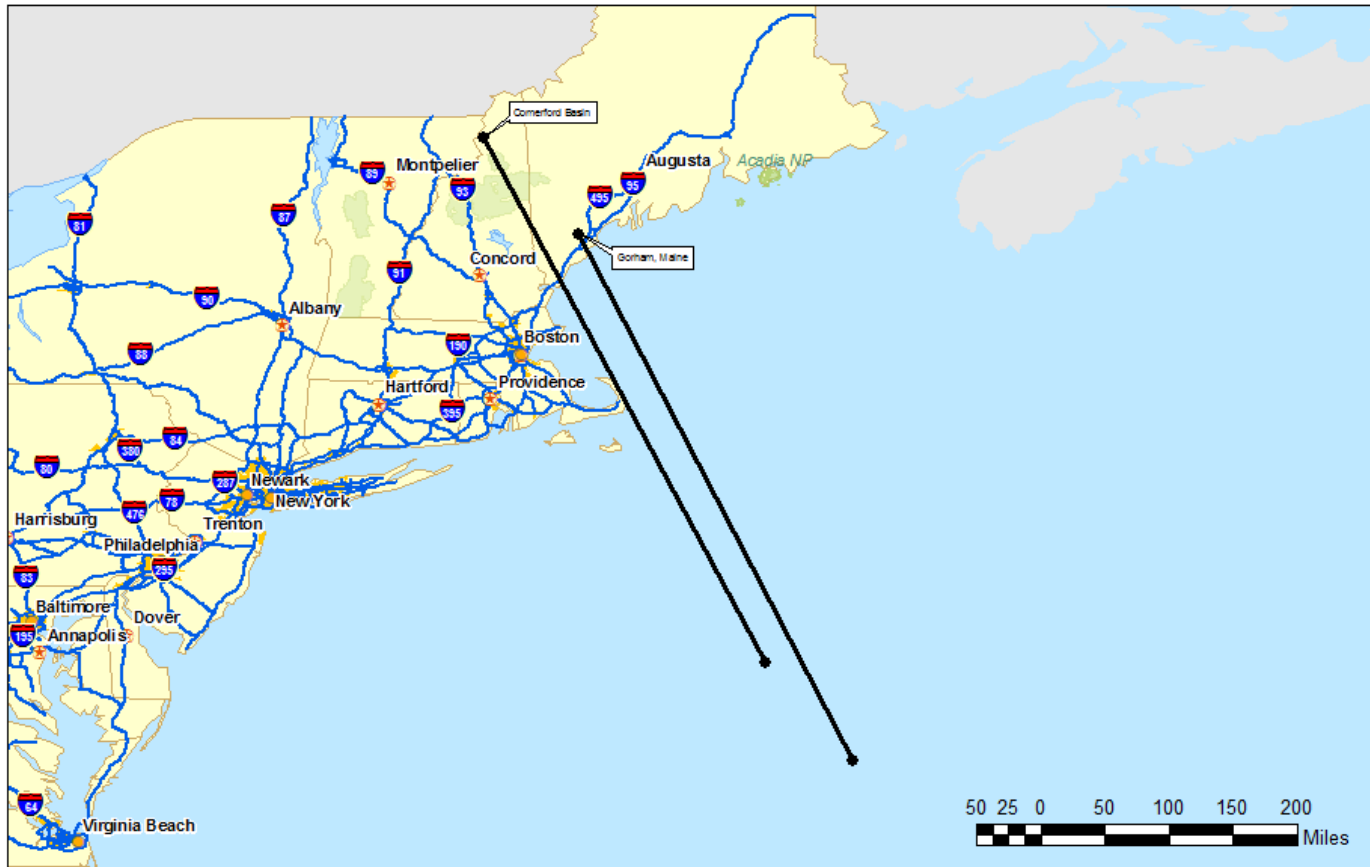 Comerford Basin
Augusta
Acadia NP
Montpelier
89
93
495
95
87
81
Gorham, Maine
Concord
91
90
Albany
88
190
Boston
Hartford
Providence
395
84
380
80
287
Newark
78
New York
476
Harrisburg
Trenton
Philadelphia
295
83
Baltimore
Dover
195
Annapolis
64
Virginia Beach
50 25 0 50 100 150 200
Miles